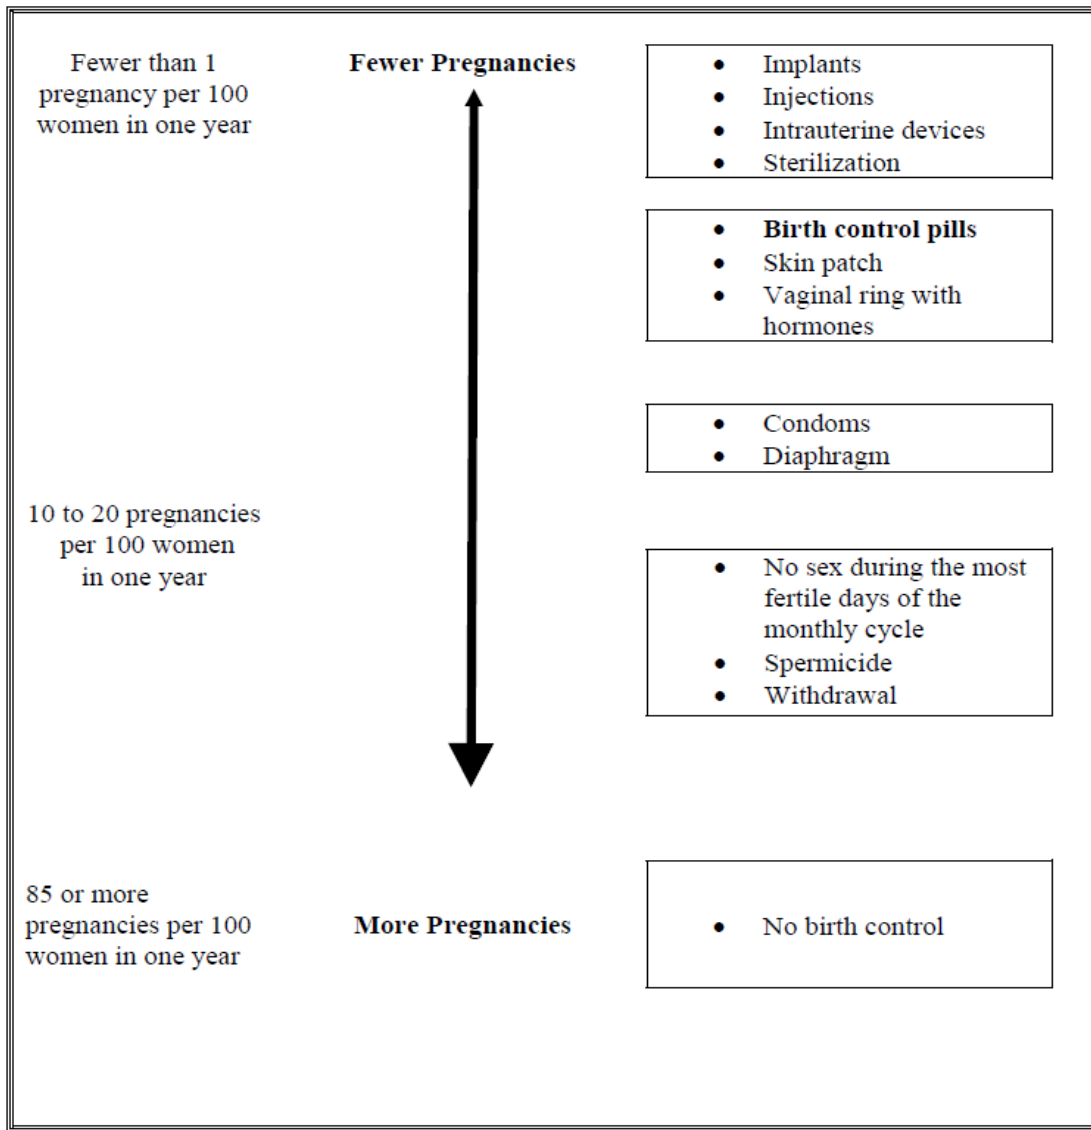 Fewer than 1
pregnancy per 100
women in one year
Fewer Pregnancies
• Implants
• Injections
• Intrauterine devices
• Sterilization
• Birth control pills
• Skin patch
• Vaginal ring with
hormones
• Condoms
• Diaphragm
10 to 20 pregnancies
per 100 women
in one year
• No sex during the most
fertile days of the
monthly cycle
• Spermicide
• Withdrawal
85 or more
pregnancies per 100
women in one year
More Pregnancies
• No birth control